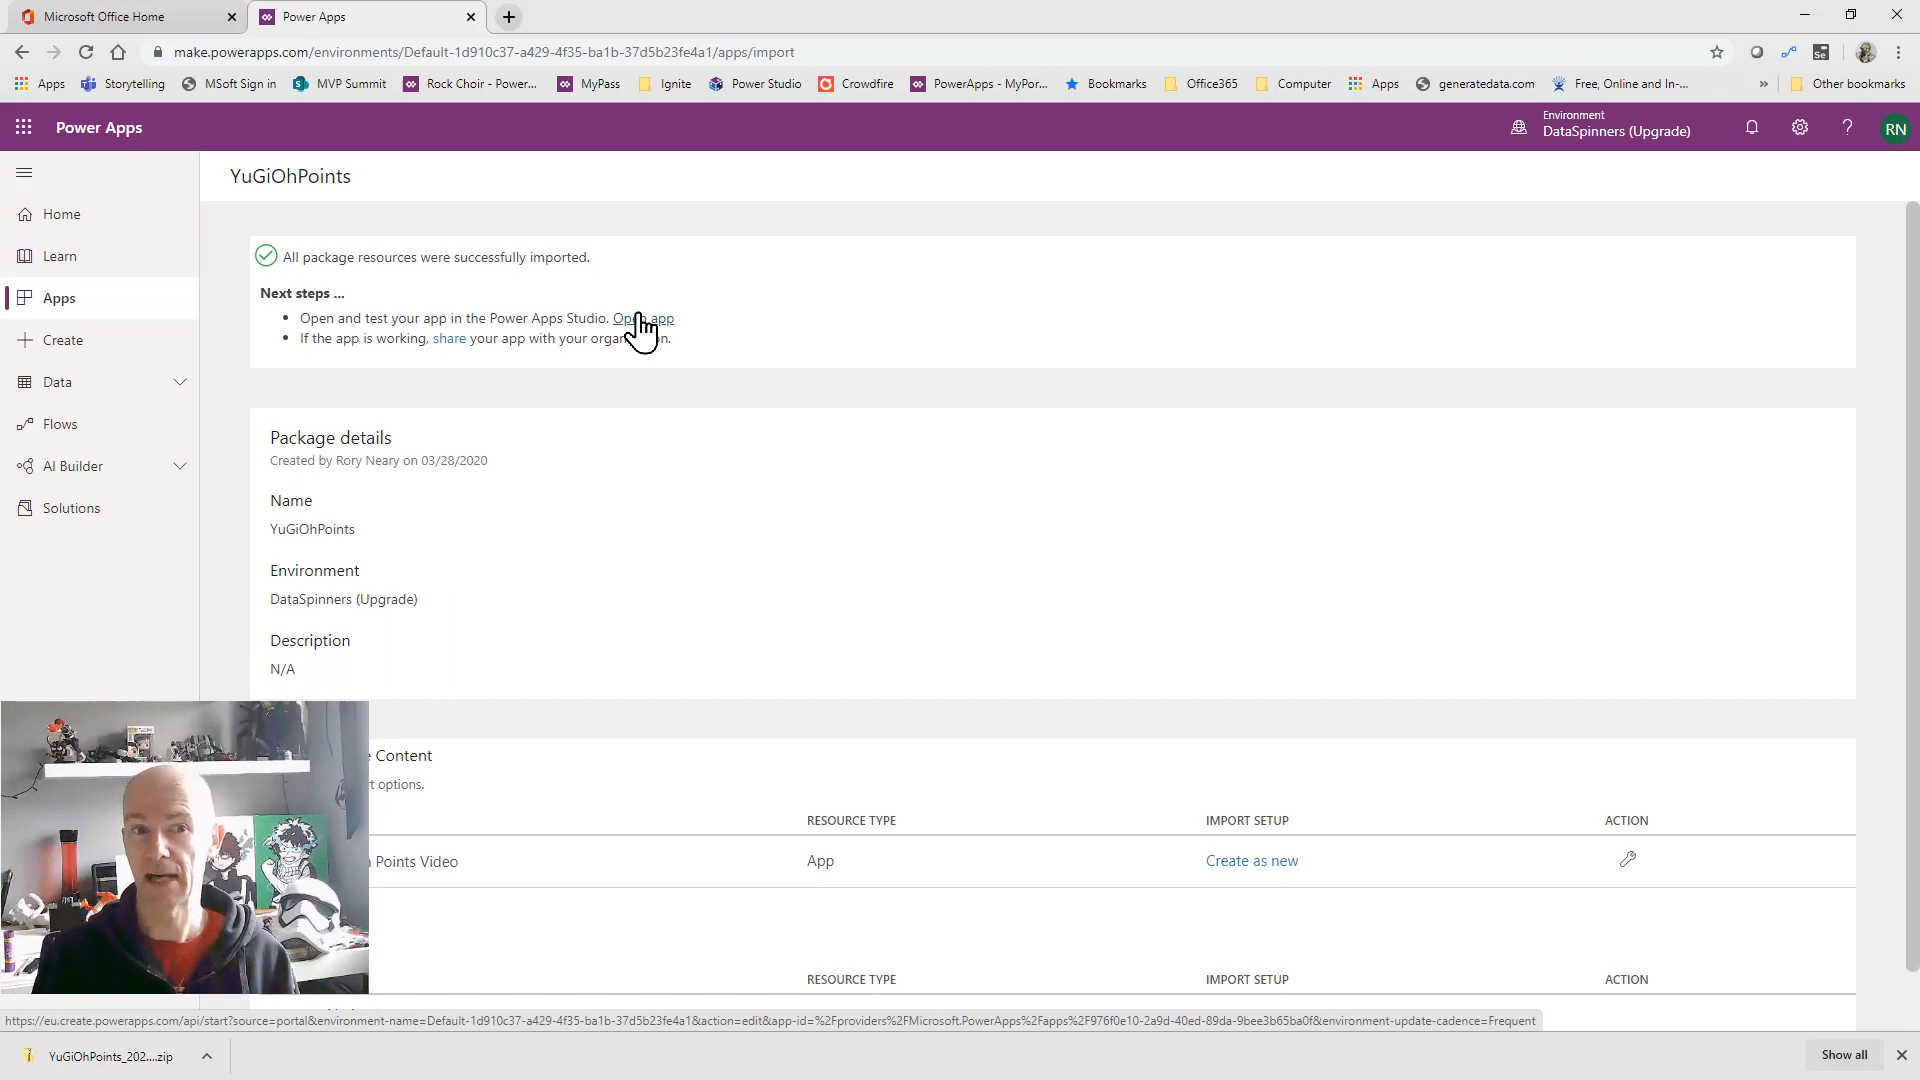 Microsoft Office Home
Power Apps
make.powerapps.com/environments/Default-1d910c37-a429-4f35-ba1b-37d5b23fe4a1/apps/import
Apps Storytelling MSoft Sign in MVP Summit Rock Choir - Power... MyPass Ignite Power Studio Crowdfire PowerApps - MyPor... Bookmarks Office365 Computer Apps generatedata.com Free, Online and In-... » Other bookmarks
Power Apps
Environment
DataSpinners (Upgrade)
RN
YuGiOhPoints
Home
Learn
Apps
Create
Data
Flows
AI Builder
Solutions
All package resources were successfully imported.
Next steps ...
• Open and test your app in the Power Apps Studio. Open app
• If the app is working, share your app with your organ n.
Package details
Created by Rory Neary on 03/28/2020
Name
YuGiOhPoints
Environment
DataSpinners (Upgrade)
Description
N/A
Content
options.
RESOURCE TYPE IMPORT SETUP ACTION
Points Video App Create as new
RESOURCE TYPE IMPORT SETUP ACTION
https://eu.create.powerapps.com/api/start?source=portal&environment-name=Default-1d910c37-a429-4f35-ba1b-37d5b23fe4a1&action=edit&app-id=%2Fproviders%2FMicrosoft.PowerApps%2Fapps%2F976f0e10-2a9d-40ed-89da-9bee3b65ba0f&environment-update-cadence=Frequent
YuGiOhPoints_202....zip
Show all